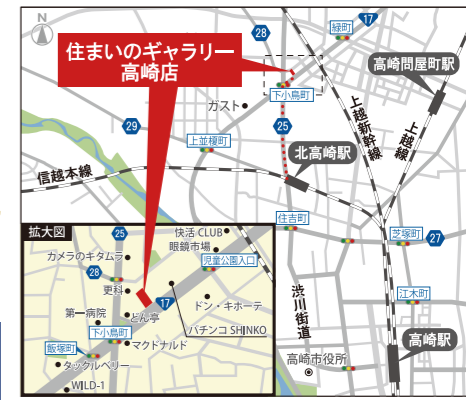 N
28
緑町
17
住まいのギャラリー
高崎店
高崎問屋町駅
下小鳥町
ガスト
上越新幹線
上越線
29
25
上並榎町
北高崎駅
信越本線
拡大図
25
快活 CLUB
眼鏡市場
住吉町
芝塚町
27
カメラのキタムラ
児童公園入口
28
更科
17
ドン・キホーテ
渋川街道
江木町
第一病院
どん亭
パチンコ SHINKO
下小鳥町
マクドナルド
高崎駅
飯塚町
タックルベリー
高崎市役所
WILD-1